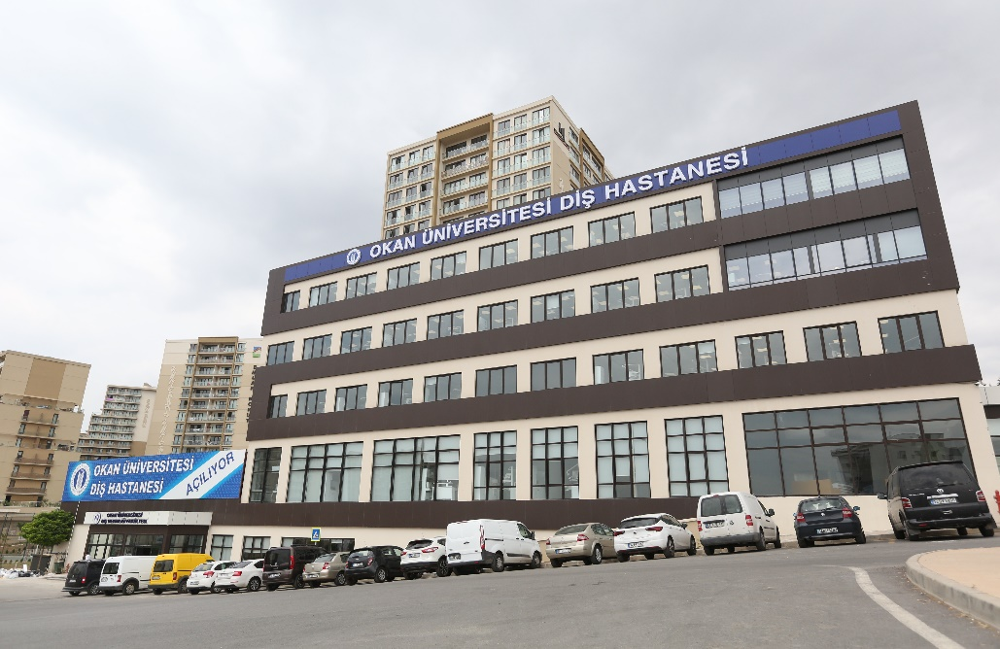 OKAN ÜNİVERSİTESİ DİŞ HASTANESİ
OKAN ÜNİVERSİTESİ
DİŞ HASTANESİ
AÇILIYOR